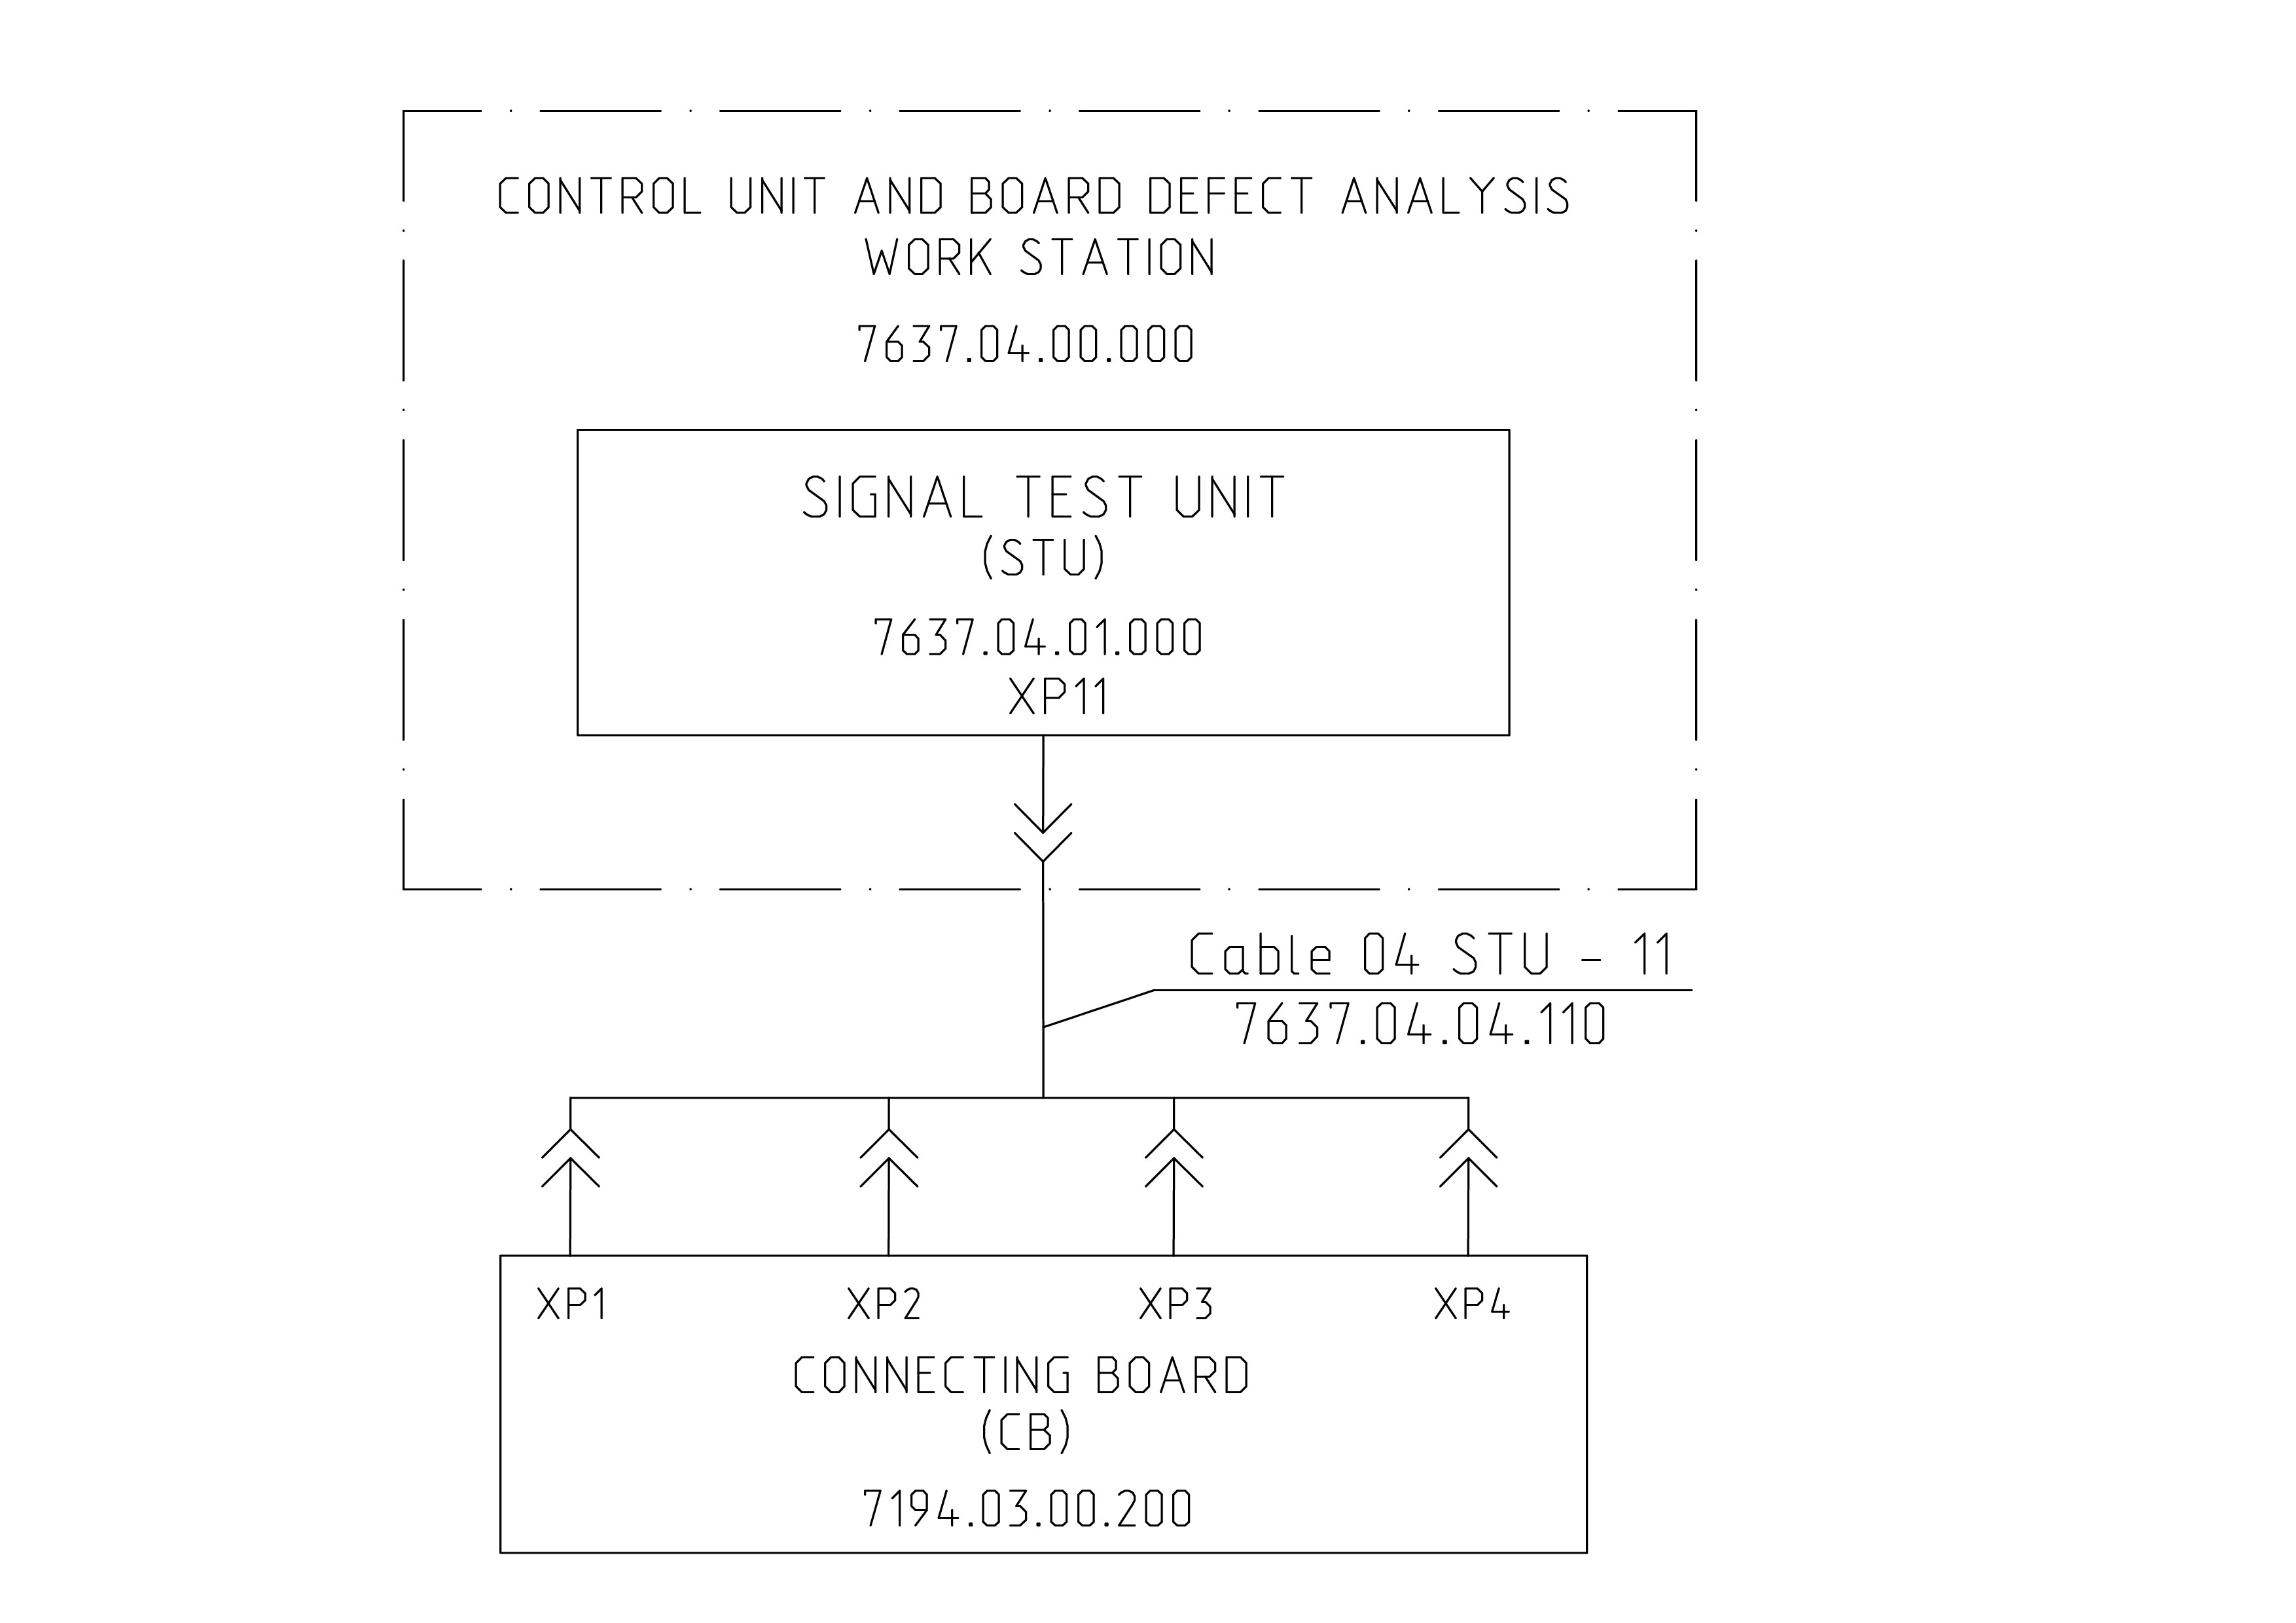 CONTROL UNIT AND BOARD DEFECT ANALYSIS
WORK STATION
7637.04.00.000
SIGNAL TEST UNIT
(STU)
7637.04.01.000
XP11
Cable 04 STU - 11
7637.04.04.110
XP1 XP2 XP3 XP4
CONNECTING BOARD
(CB)
7194.03.00.200